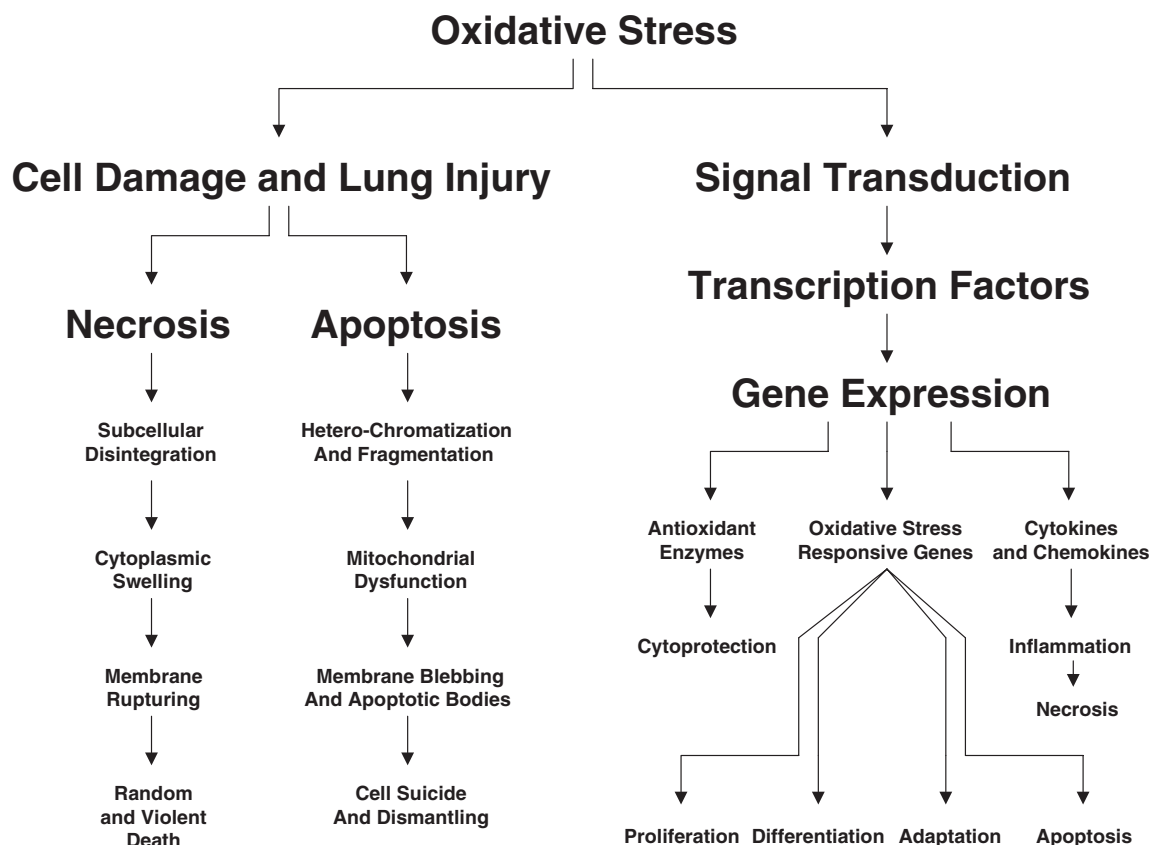 Oxidative Stress
Cell Damage and Lung Injury
Signal Transduction
Transcription Factors
Necrosis
Apoptosis
Gene Expression
Subcellular
Disintegration
Hetero-Chromatization
And Fragmentation
Antioxidant
Enzymes
Oxidative Stress
Responsive Genes
Cytokines
and Chemokines
Cytoplasmic
Swelling
Mitochondrial
Dysfunction
Cytoprotection
Inflammation
Membrane
Rupturing
Membrane Blebbing
And Apoptotic Bodies
Necrosis
Random
and Violent
Death
Cell Suicide
And Dismantling
Proliferation
Differentiation
Adaptation
Apoptosis